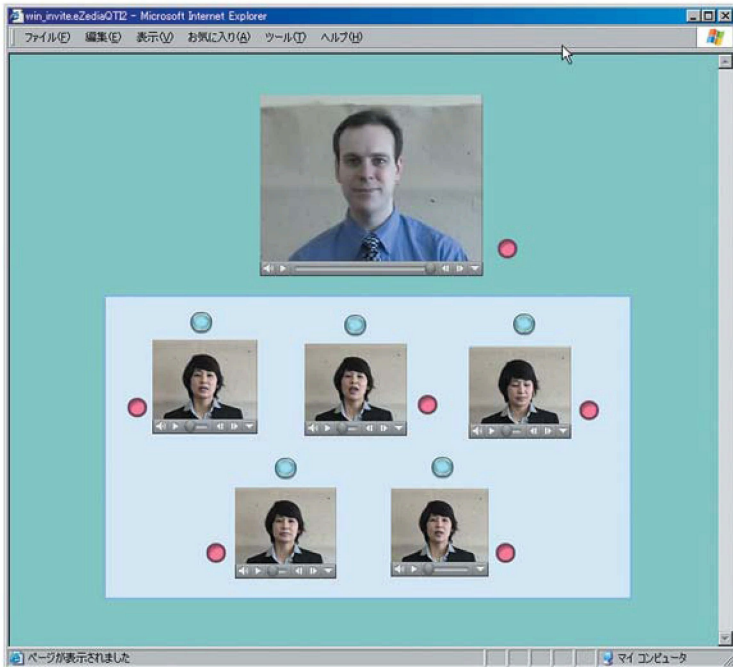 win_invite.eZediaQTI2 - Microsoft Internet Explorer
ファイル(F) 編集(E) 表示(V) お気に入り(A) ツール(T) ヘルプ(H)
ページが表示されました マイ コンピュータ